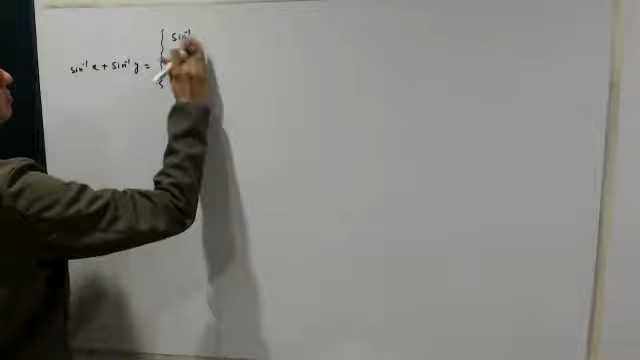 sin⁻¹
sin⁻¹ x + sin⁻¹ y = {